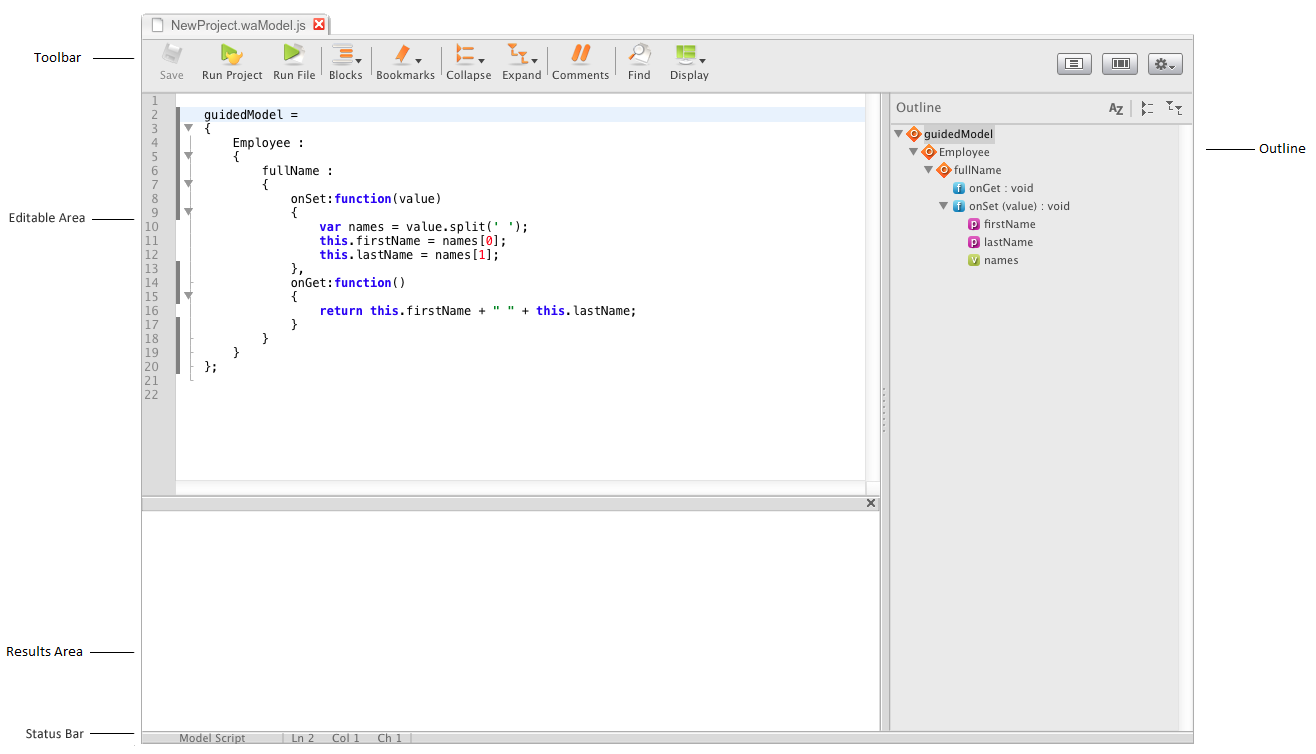 NewProject.waModel.js
Toolbar
Save Run Project Run File Blocks Bookmarks Collapse Expand Comments Find Display
Editable Area
1
2 guidedModel =
3 {
4 Employee :
5 {
6 fullName :
7 {
8 onSet:function(value)
9 {
10 var names = value.split(' ');
11 this.firstName = names[0];
12 this.lastName = names[1];
13 },
14 onGet:function()
15 {
16 return this.firstName + " " + this.lastName;
17 }
18 }
19 }
20 };
21
22
Outline
AZ
guidedModel
Employee
fullName
f onGet : void
f onSet (value) : void
p firstName
p lastName
v names
Outline
Results Area
Status Bar
Model Script Ln 2 Col 1 Ch 1